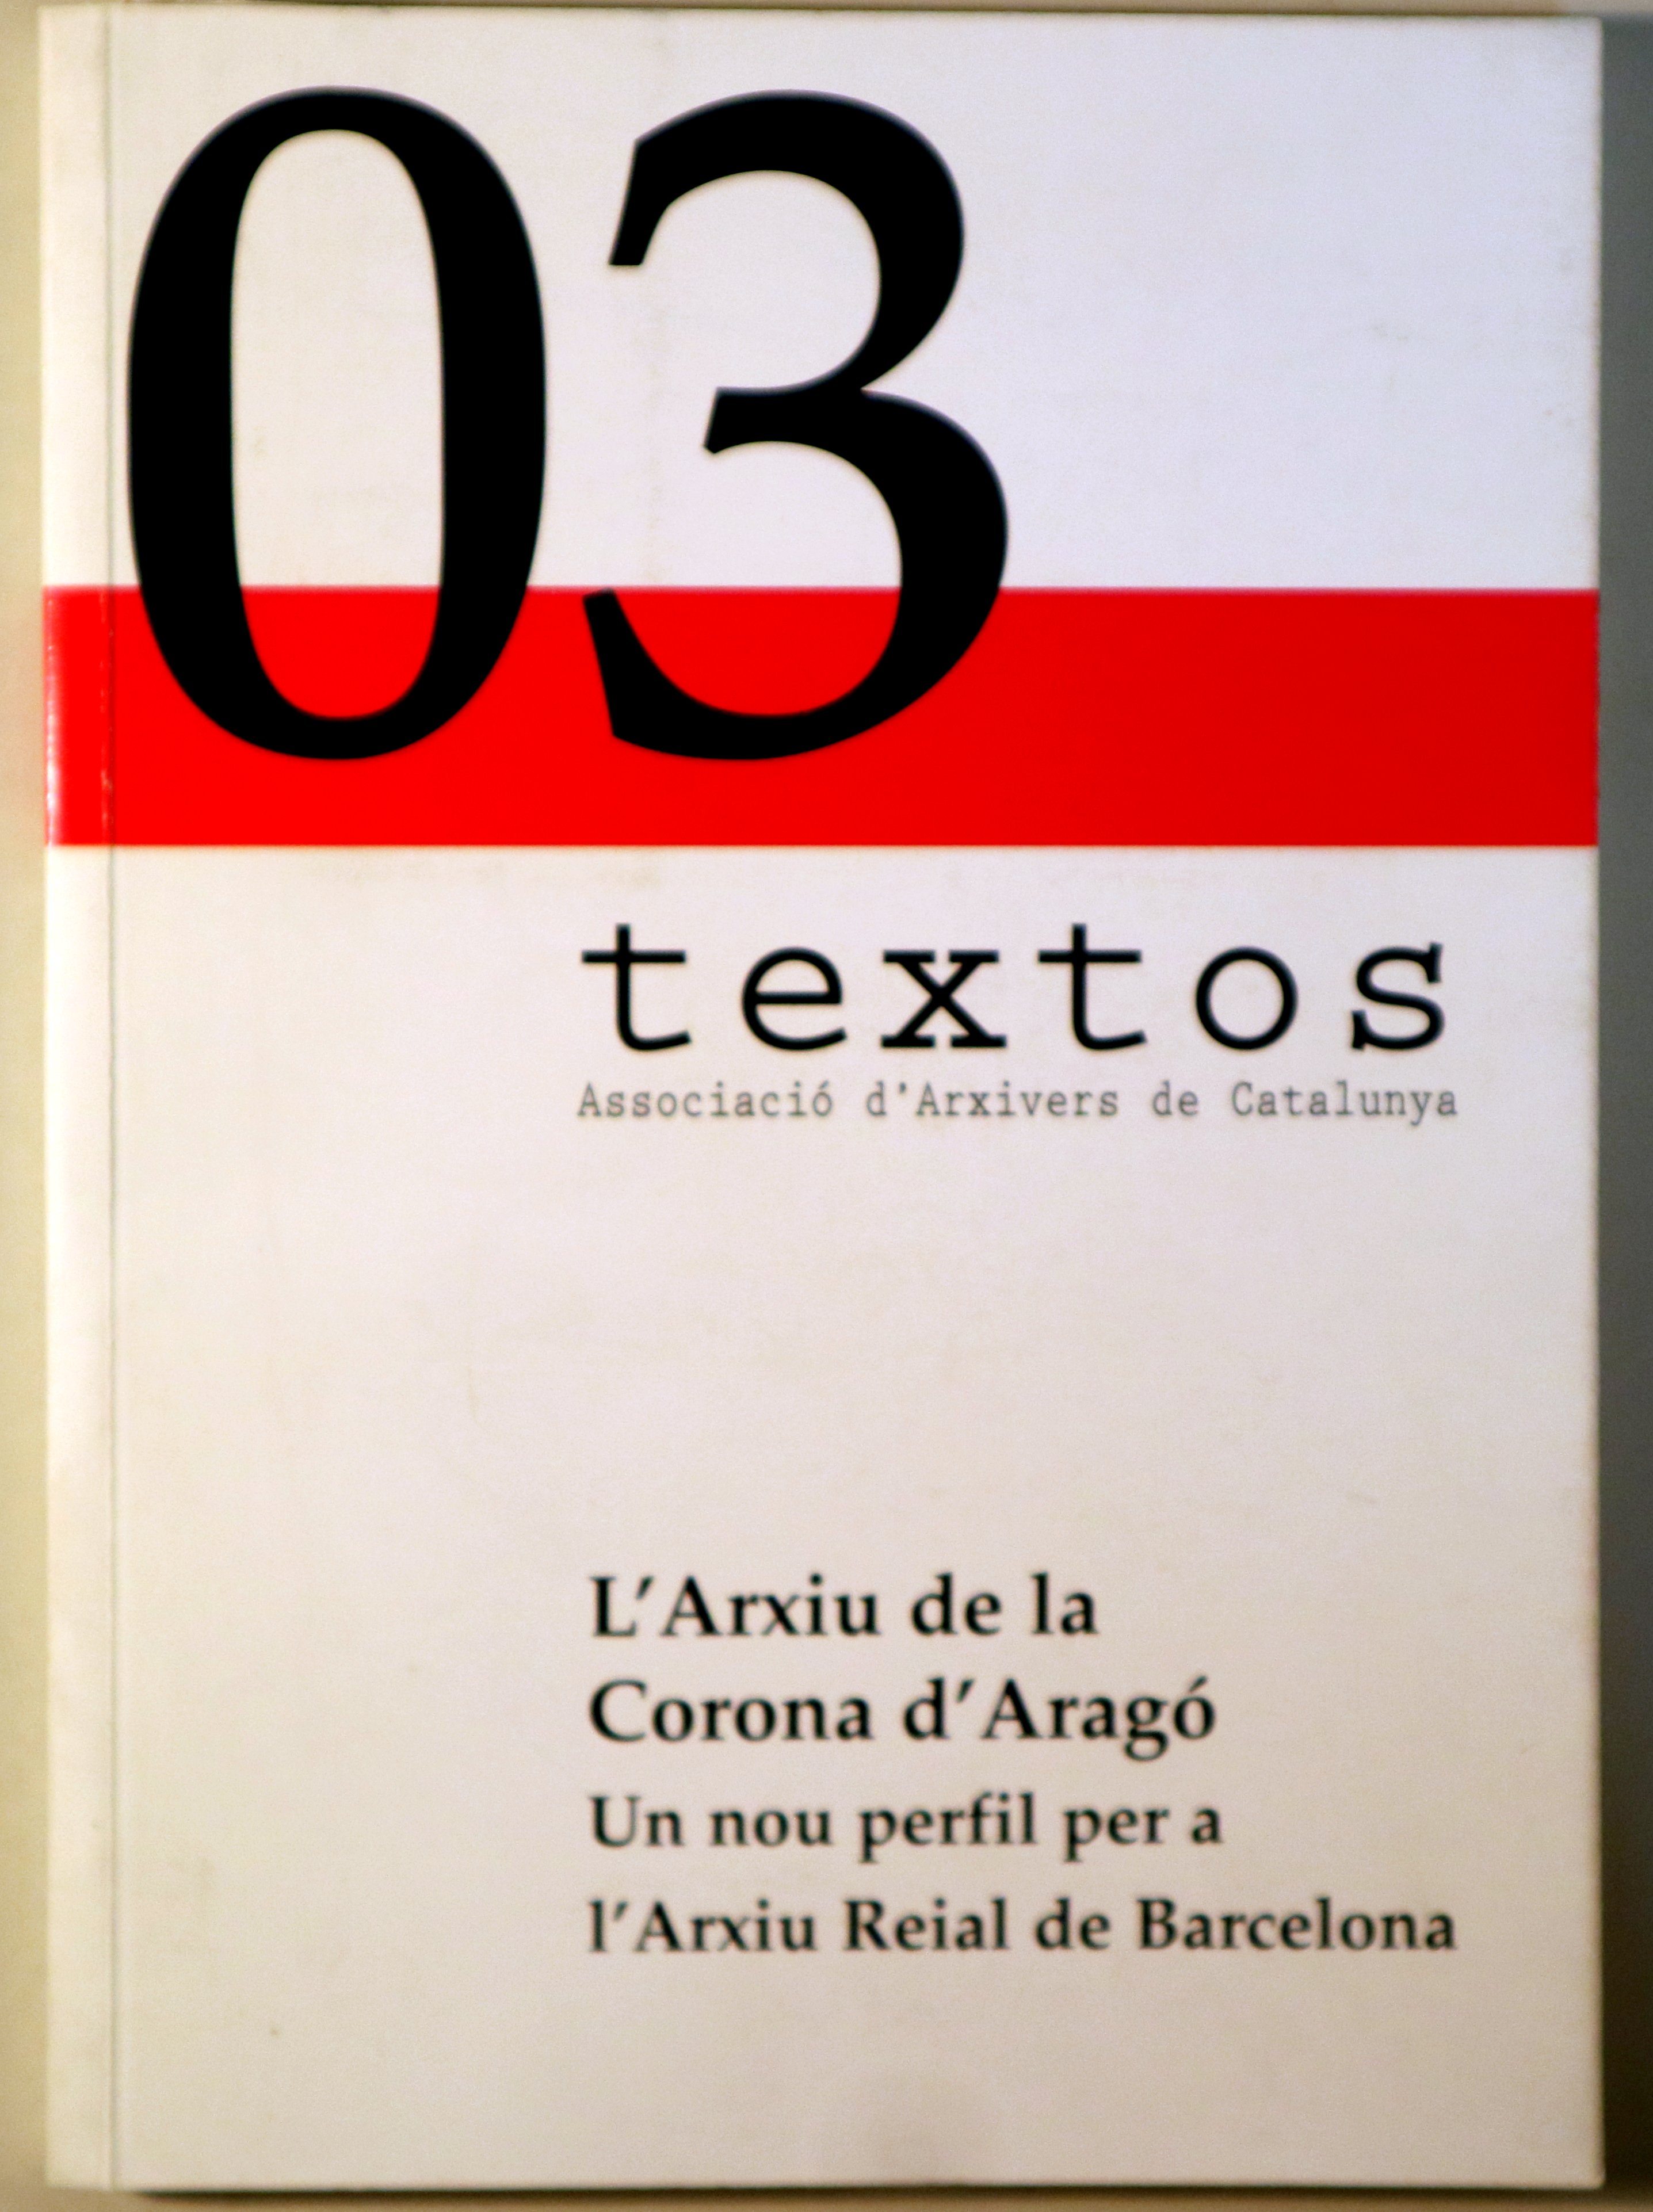 03
textos
Associació d'Arxivers de Catalunya
L'Arxiu de la
Corona d'Aragó
Un nou perfil per a
l'Arxiu Reial de Barcelona